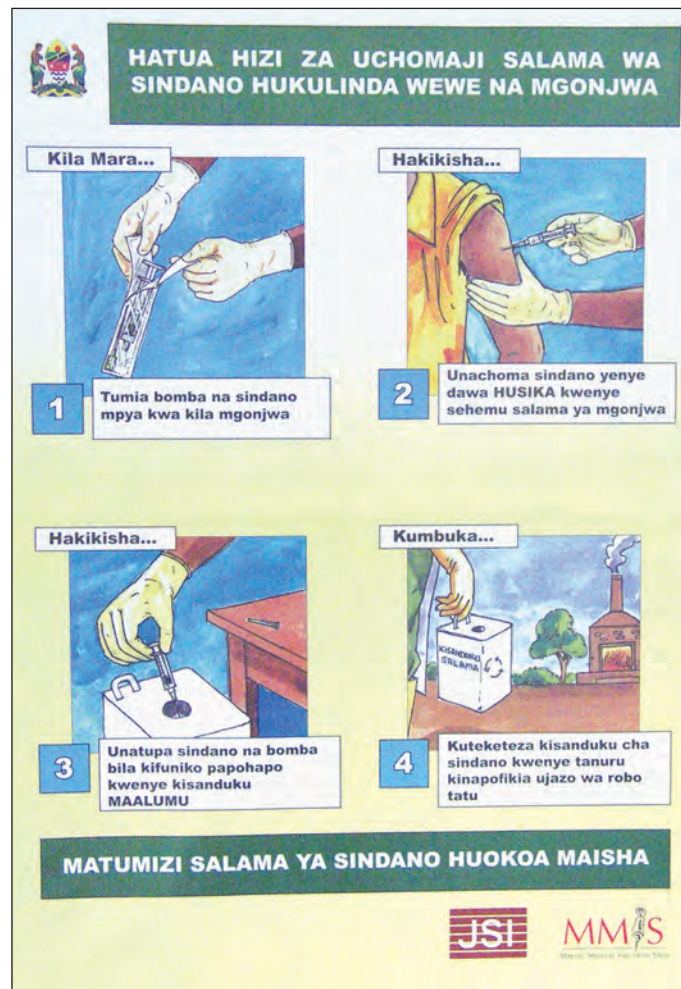 HATUA HIZI ZA UCHOMAJI SALAMA WA
SINDANO HUKULINDA WEWE NA MGONJWA
Kila Mara...
1
Tumia bomba na sindano
mpya kwa kila mgonjwa
Hakikisha...
2
Unachoma sindano yenye
dawa HUSIKA kwenye
sehemu salama ya mgonjwa
Hakikisha...
3
Unatupa sindano na bomba
bila kifuniko papohapo
kwenye kisanduku
MAALUMU
Kumbuka...
KISANDUKU
SALAMA
4
Kuteketeza kisanduku cha
sindano kwenye tanuru
kinapofikia ujazo wa robo
tatu
MATUMIZI SALAMA YA SINDANO HUOKOA MAISHA
JSI
MMIS